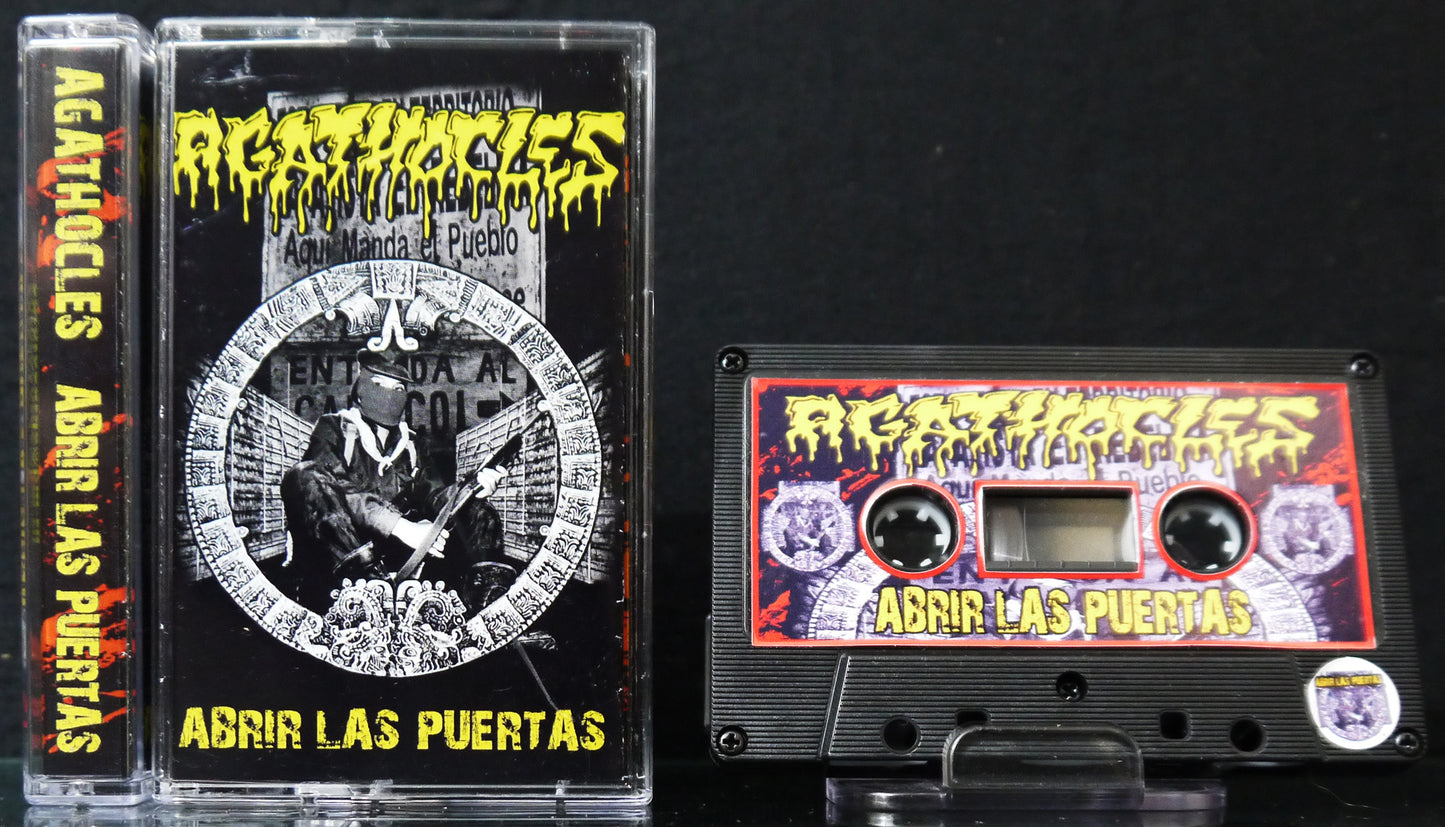 AGATHOCLES ABRIR LAS PUERTAS
AGATHOCLES
Aqui Manda el Pueblo
ENTRADA AL
ABRIR LAS PUERTAS
AGATHOCLES
Pueblo
ABRIR LAS PUERTAS
ABRIR LAS PUERTAS